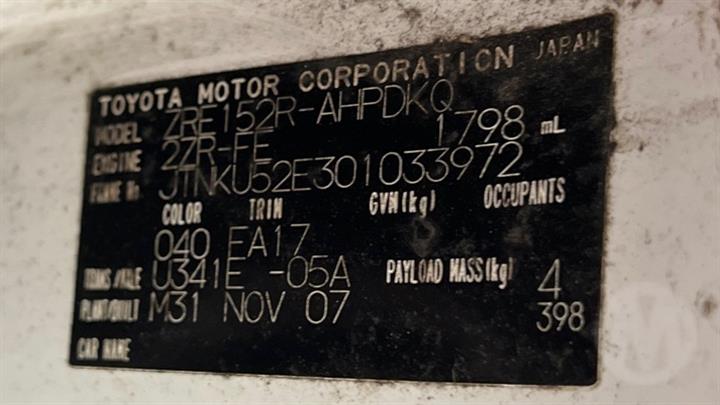 TOYOTA MOTOR CORPORATION JAPAN
MODEL ZRE152R-AHPDKQ
ENGINE 2ZR-FE 1798 mL
FRAME No. JTNKU52E301033972
COLOR TRIM GVM(kg) OCCUPANTS
040 EA17
TRANS/AXLE U341E -05A PAYLOAD MASS(kg) 4
PLANT/BUILT M31 NOV 07 398
CAR NAME